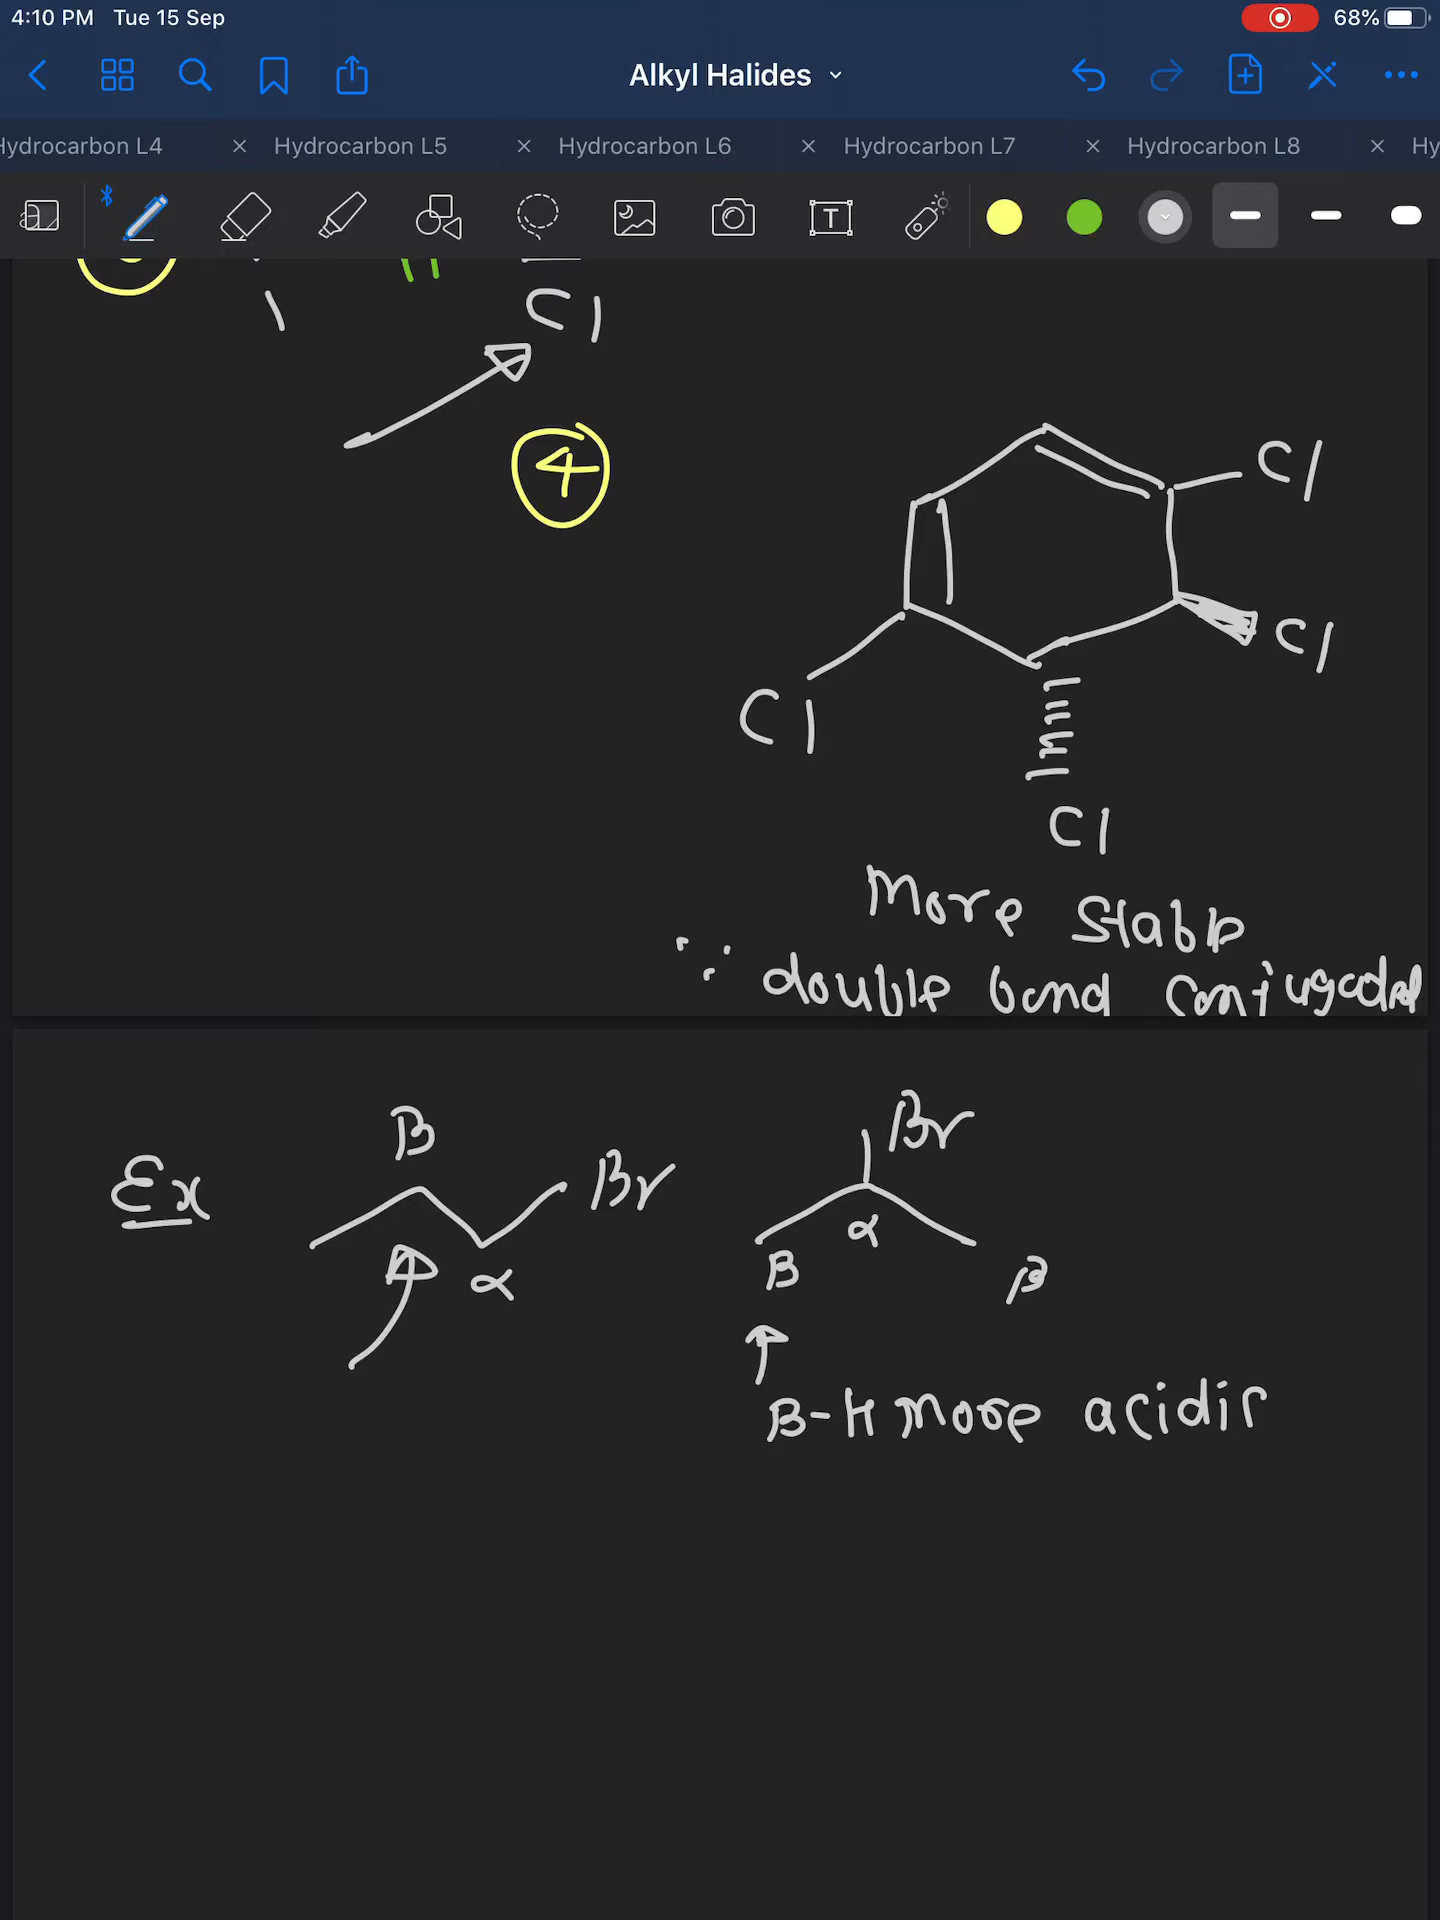 4:10 PM Tue 15 Sep 68%
Alkyl Halides
Hydrocarbon L4 Hydrocarbon L5 Hydrocarbon L6 Hydrocarbon L7 Hydrocarbon L8 Hy
a T
Cl
4
Cl
Cl
Cl
Cl
More Stable
∵ double bond conjugated
Ex B Br Br
α B α β
B-H more acidic